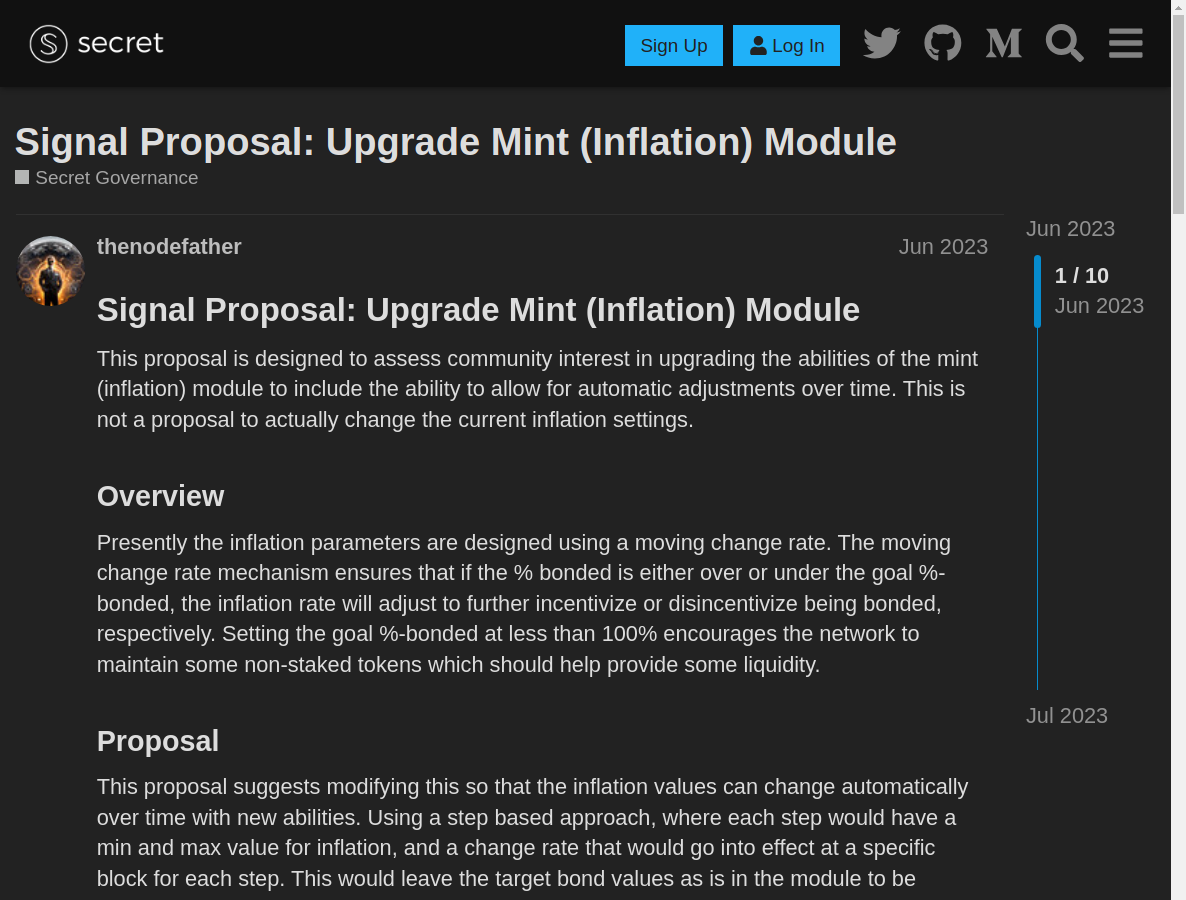 secret
Sign Up
Log In
Signal Proposal: Upgrade Mint (Inflation) Module
Secret Governance
thenodefather
Jun 2023
Signal Proposal: Upgrade Mint (Inflation) Module
This proposal is designed to assess community interest in upgrading the abilities of the mint
(inflation) module to include the ability to allow for automatic adjustments over time. This is
not a proposal to actually change the current inflation settings.
Overview
Presently the inflation parameters are designed using a moving change rate. The moving
change rate mechanism ensures that if the % bonded is either over or under the goal %-
bonded, the inflation rate will adjust to further incentivize or disincentivize being bonded,
respectively. Setting the goal %-bonded at less than 100% encourages the network to
maintain some non-staked tokens which should help provide some liquidity.
Proposal
This proposal suggests modifying this so that the inflation values can change automatically
over time with new abilities. Using a step based approach, where each step would have a
min and max value for inflation, and a change rate that would go into effect at a specific
block for each step. This would leave the target bond values as is in the module to be
Jun 2023
1 / 10
Jun 2023
Jul 2023